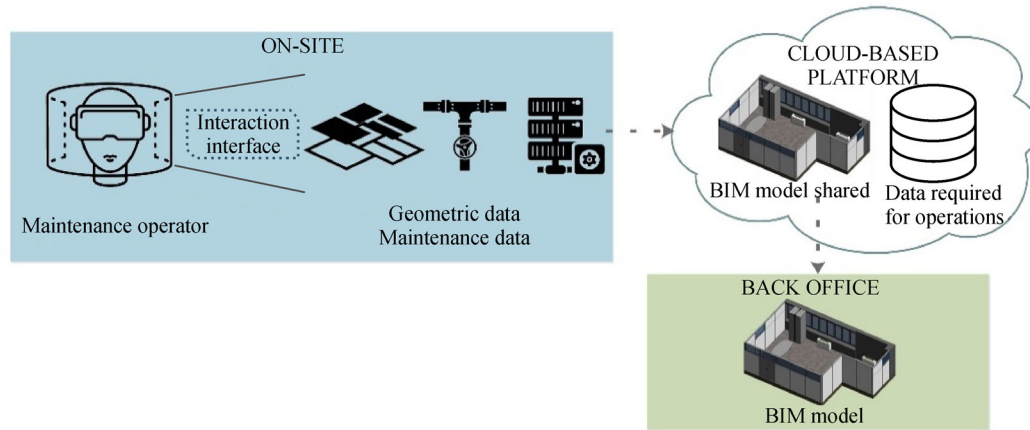 ON-SITE
Interaction
interface
Maintenance operator
Geometric data
Maintenance data
CLOUD-BASED
PLATFORM
BIM model shared
Data required
for operations
BACK OFFICE
BIM model